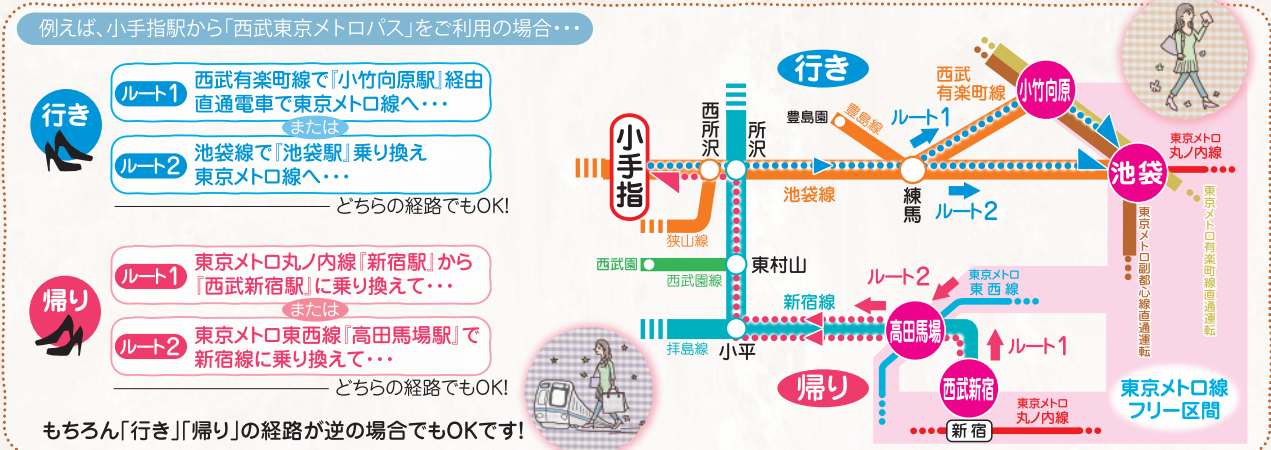 例えば、小手指駅から「西武東京メトロパス」をご利用の場合・・・
行き
ルート1
西武有楽町線で『小竹向原駅』経由
直通電車で東京メトロ線へ・・・
または
ルート2
池袋線で『池袋駅』乗り換え
東京メトロ線へ・・・
どちらの経路でもOK!
帰り
ルート1
東京メトロ丸ノ内線『新宿駅』から
『西武新宿駅』に乗り換えて・・・
または
ルート2
東京メトロ東西線『高田馬場駅』で
新宿線に乗り換えて・・・
どちらの経路でもOK!
もちろん「行き」「帰り」の経路が逆の場合でもOKです!
行き
西武
有楽町線
小竹向原
豊島園
豊島線
ルート1
西所沢
所沢
小手指
池袋線
練馬
ルート2
池袋
東京メトロ
丸ノ内線
東京メトロ有楽町線直通運転
東京メトロ副都心線直通運転
狭山線
西武園
西武園線
東村山
新宿線
ルート2
東京メトロ
東西線
拝島線
小平
高田馬場
ルート1
帰り
西武新宿
新宿
東京メトロ
丸ノ内線
東京メトロ線
フリー区間